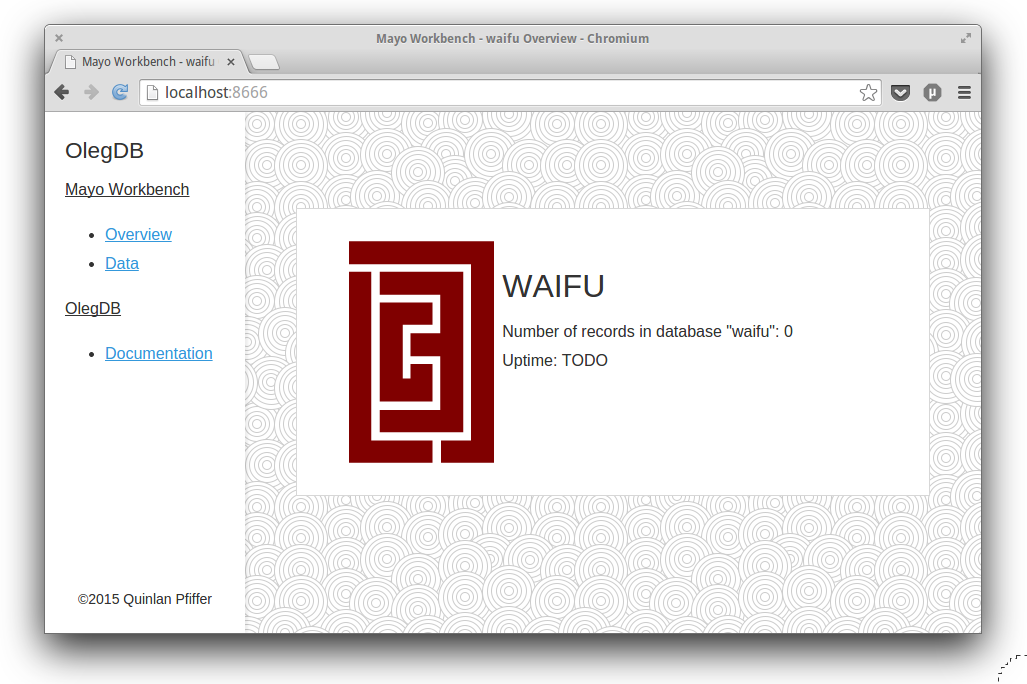 Mayo Workbench - waifu Overview - Chromium
Mayo Workbench - waifu
localhost:8666
OlegDB
Mayo Workbench
Overview
Data
OlegDB
Documentation
WAIFU
Number of records in database "waifu": 0
Uptime: TODO
©2015 Quinlan Pfiffer